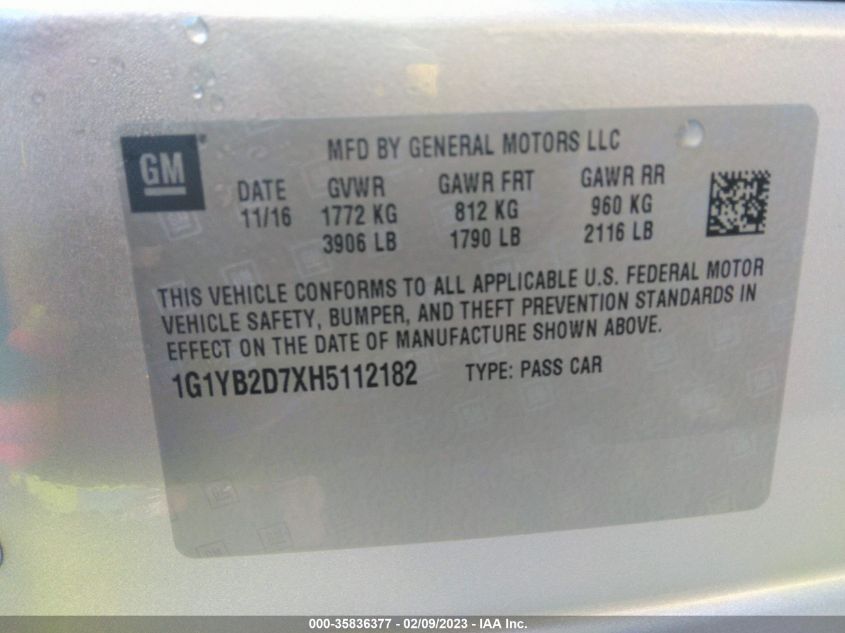 GM
MFD BY GENERAL MOTORS LLC
DATE GVWR GAWR FRT GAWR RR
11/16 1772 KG 812 KG 960 KG
3906 LB 1790 LB 2116 LB
THIS VEHICLE CONFORMS TO ALL APPLICABLE U.S. FEDERAL MOTOR
VEHICLE SAFETY, BUMPER, AND THEFT PREVENTION STANDARDS IN
EFFECT ON THE DATE OF MANUFACTURE SHOWN ABOVE.
1G1YB2D7XH5112182 TYPE: PASS CAR
000-35836377 - 02/09/2023 - IAA Inc.